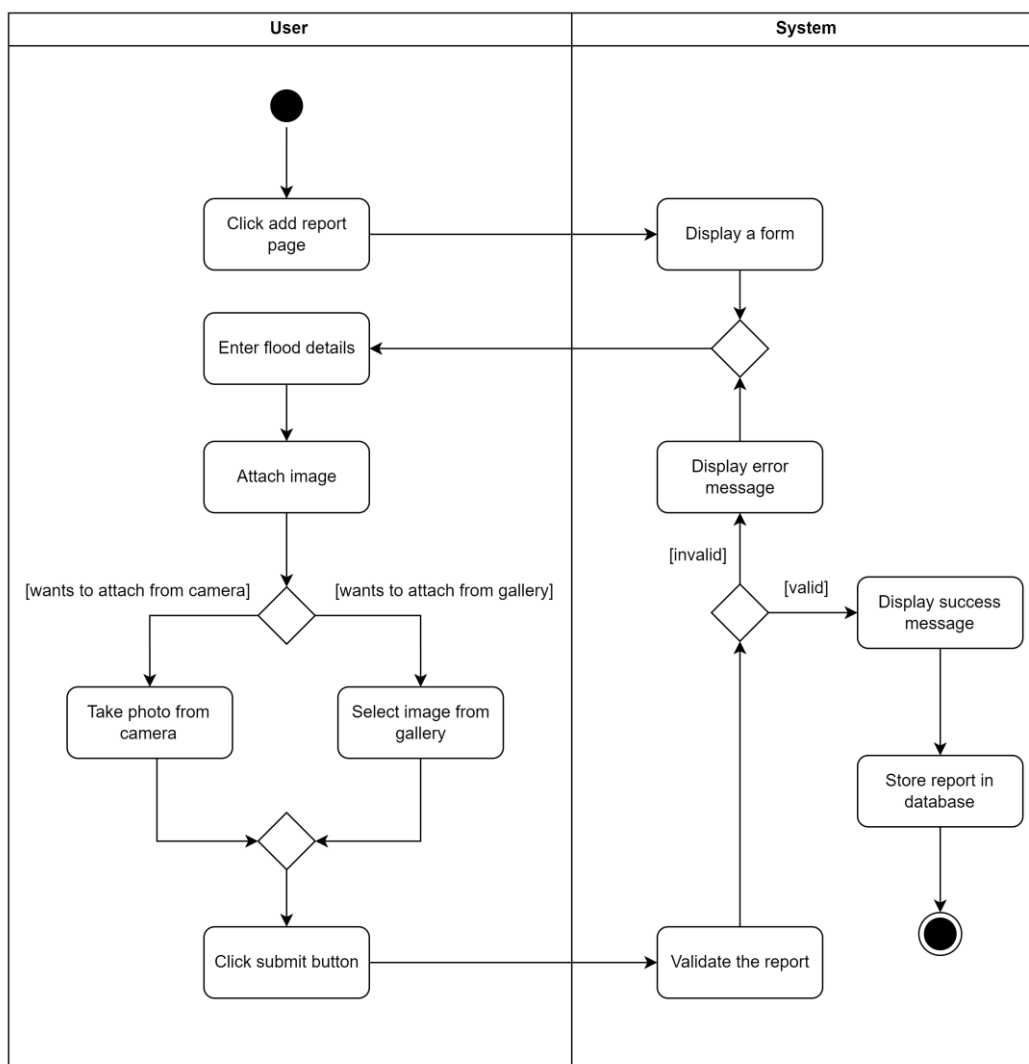 User
System
Click add report
page
Display a form
Enter flood details
Attach image
Display error
message
[invalid]
[valid]
[wants to attach from camera]
[wants to attach from gallery]
Display success
message
Take photo from
camera
Select image from
gallery
Store report in
database
Click submit button
Validate the report